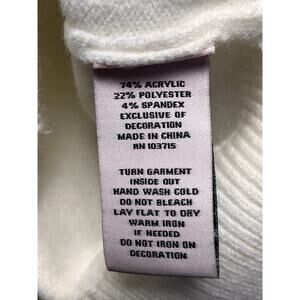 74% ACRYLIC
22% POLYESTER
4% SPANDEX
EXCLUSIVE OF
DECORATION
MADE IN CHINA
RN 103715
TURN GARMENT
INSIDE OUT
HAND WASH COLD
DO NOT BLEACH
LAY FLAT TO DRY
WARM IRON
IF NEEDED
DO NOT IRON ON
DECORATION